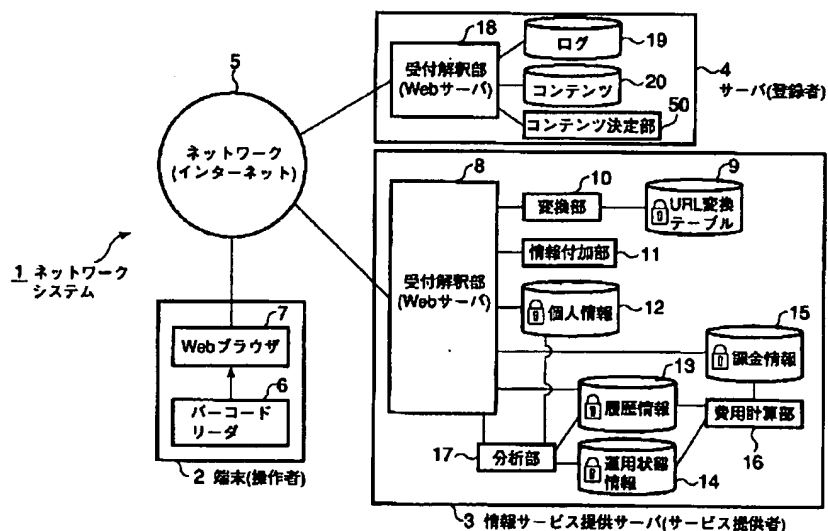 18
受付解釈部
(Webサーバ)
ログ
19
コンテンツ
20
コンテンツ決定部
50
4
サーバ(登録者)
5
ネットワーク
(インターネット)
1 ネットワーク
システム
7
Webブラウザ
6
バーコード
リーダ
2 端末(操作者)
8
受付解釈部
(Webサーバ)
10
変換部
9
URL変換
テーブル
情報付加部
11
個人情報
12
15
課金情報
13
履歴情報
費用計算部
16
17
分析部
運用状態
情報
14
3 情報サービス提供サーバ(サービス提供者)